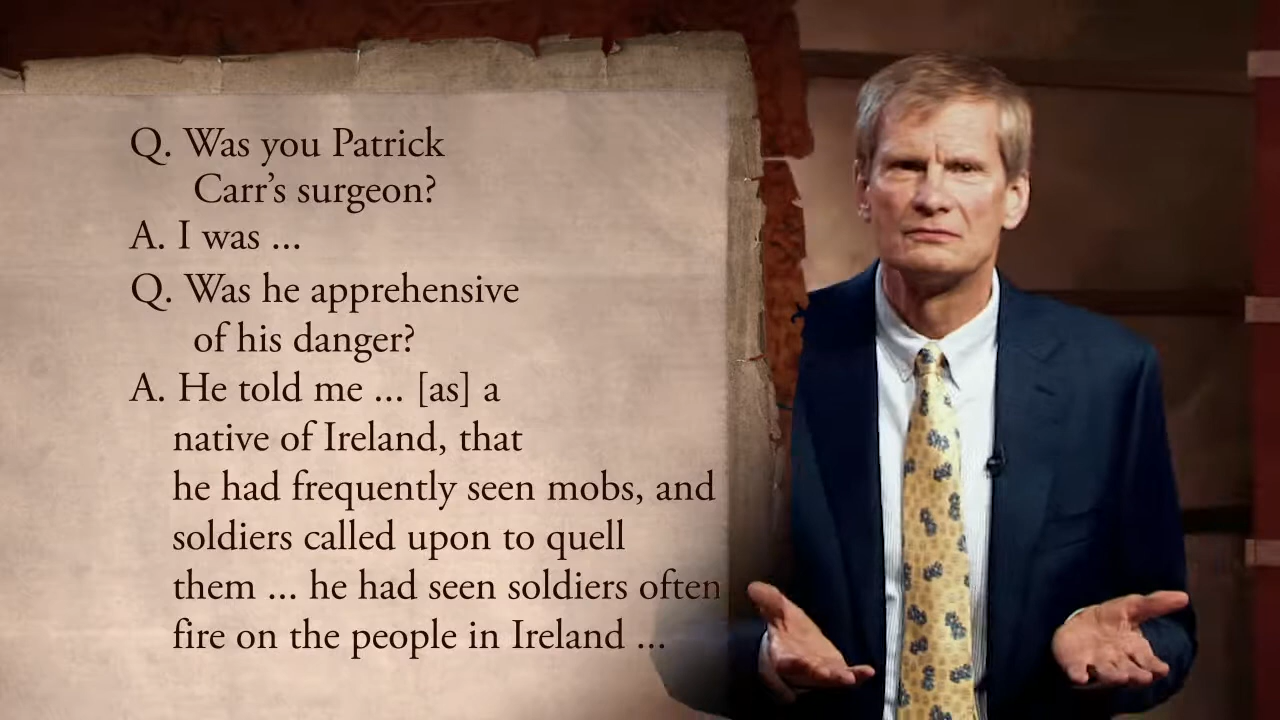 Q. Was you Patrick
Carr's surgeon?
A. I was ...
Q. Was he apprehensive
of his danger?
A. He told me ... [as] a
native of Ireland, that
he had frequently seen mobs, and
soldiers called upon to quell
them ... he had seen soldiers often
fire on the people in Ireland ...